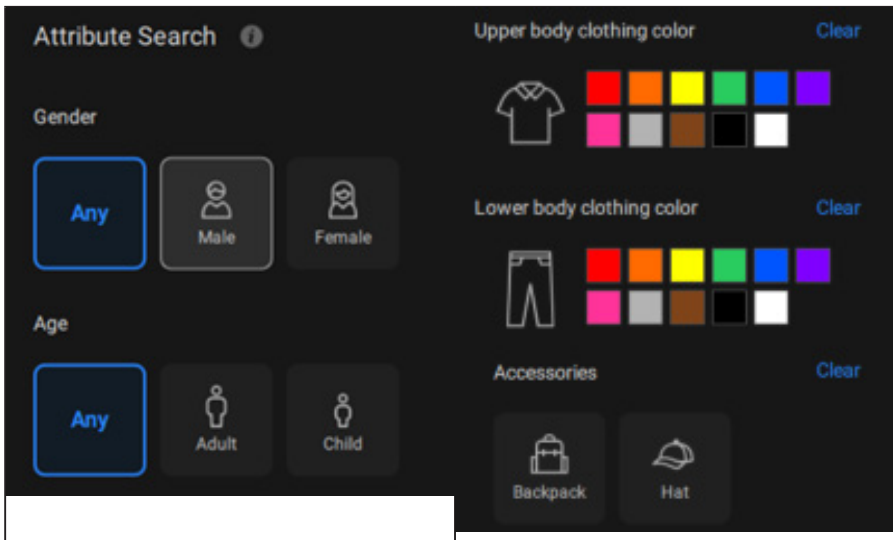 Attribute Search
Gender
Any
Male
Female
Age
Any
Adult
Child
Upper body clothing color
Clear
Lower body clothing color
Clear
Accessories
Clear
Backpack
Hat